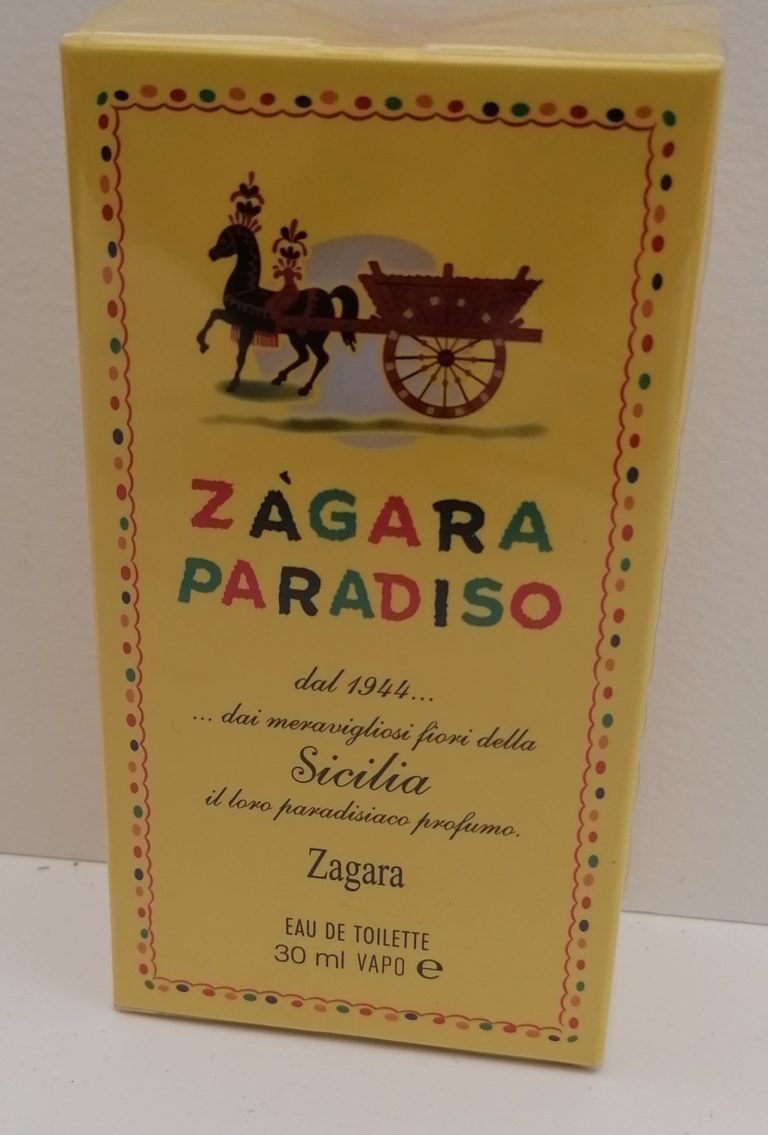 ZÀGARA
PARADISO
dal 1944...
... dai meravigliosi fiori della
Sicilia
il loro paradisiaco profumo.
Zagara
EAU DE TOILETTE
30 ml VAPO ℮